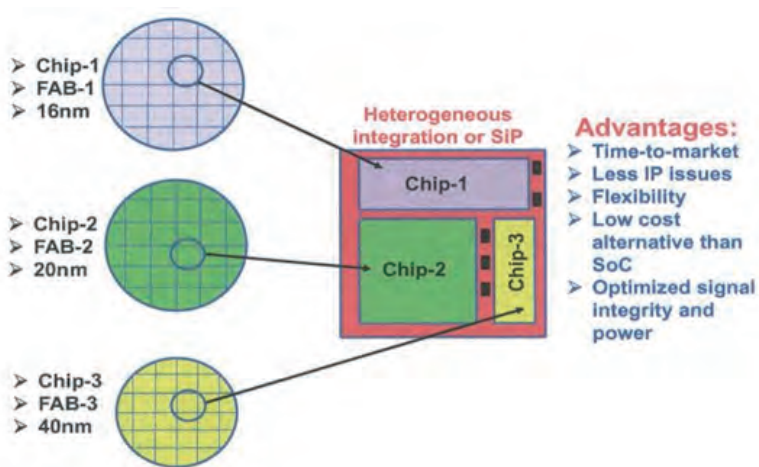 ➢ Chip-1
➢ FAB-1
➢ 16nm
➢ Chip-2
➢ FAB-2
➢ 20nm
➢ Chip-3
➢ FAB-3
➢ 40nm
Heterogeneous
integration or SiP
Chip-1
Chip-2
Chip-3
Advantages:
➢ Time-to-market
➢ Less IP issues
➢ Flexibility
➢ Low cost
alternative than
SoC
➢ Optimized signal
integrity and
power